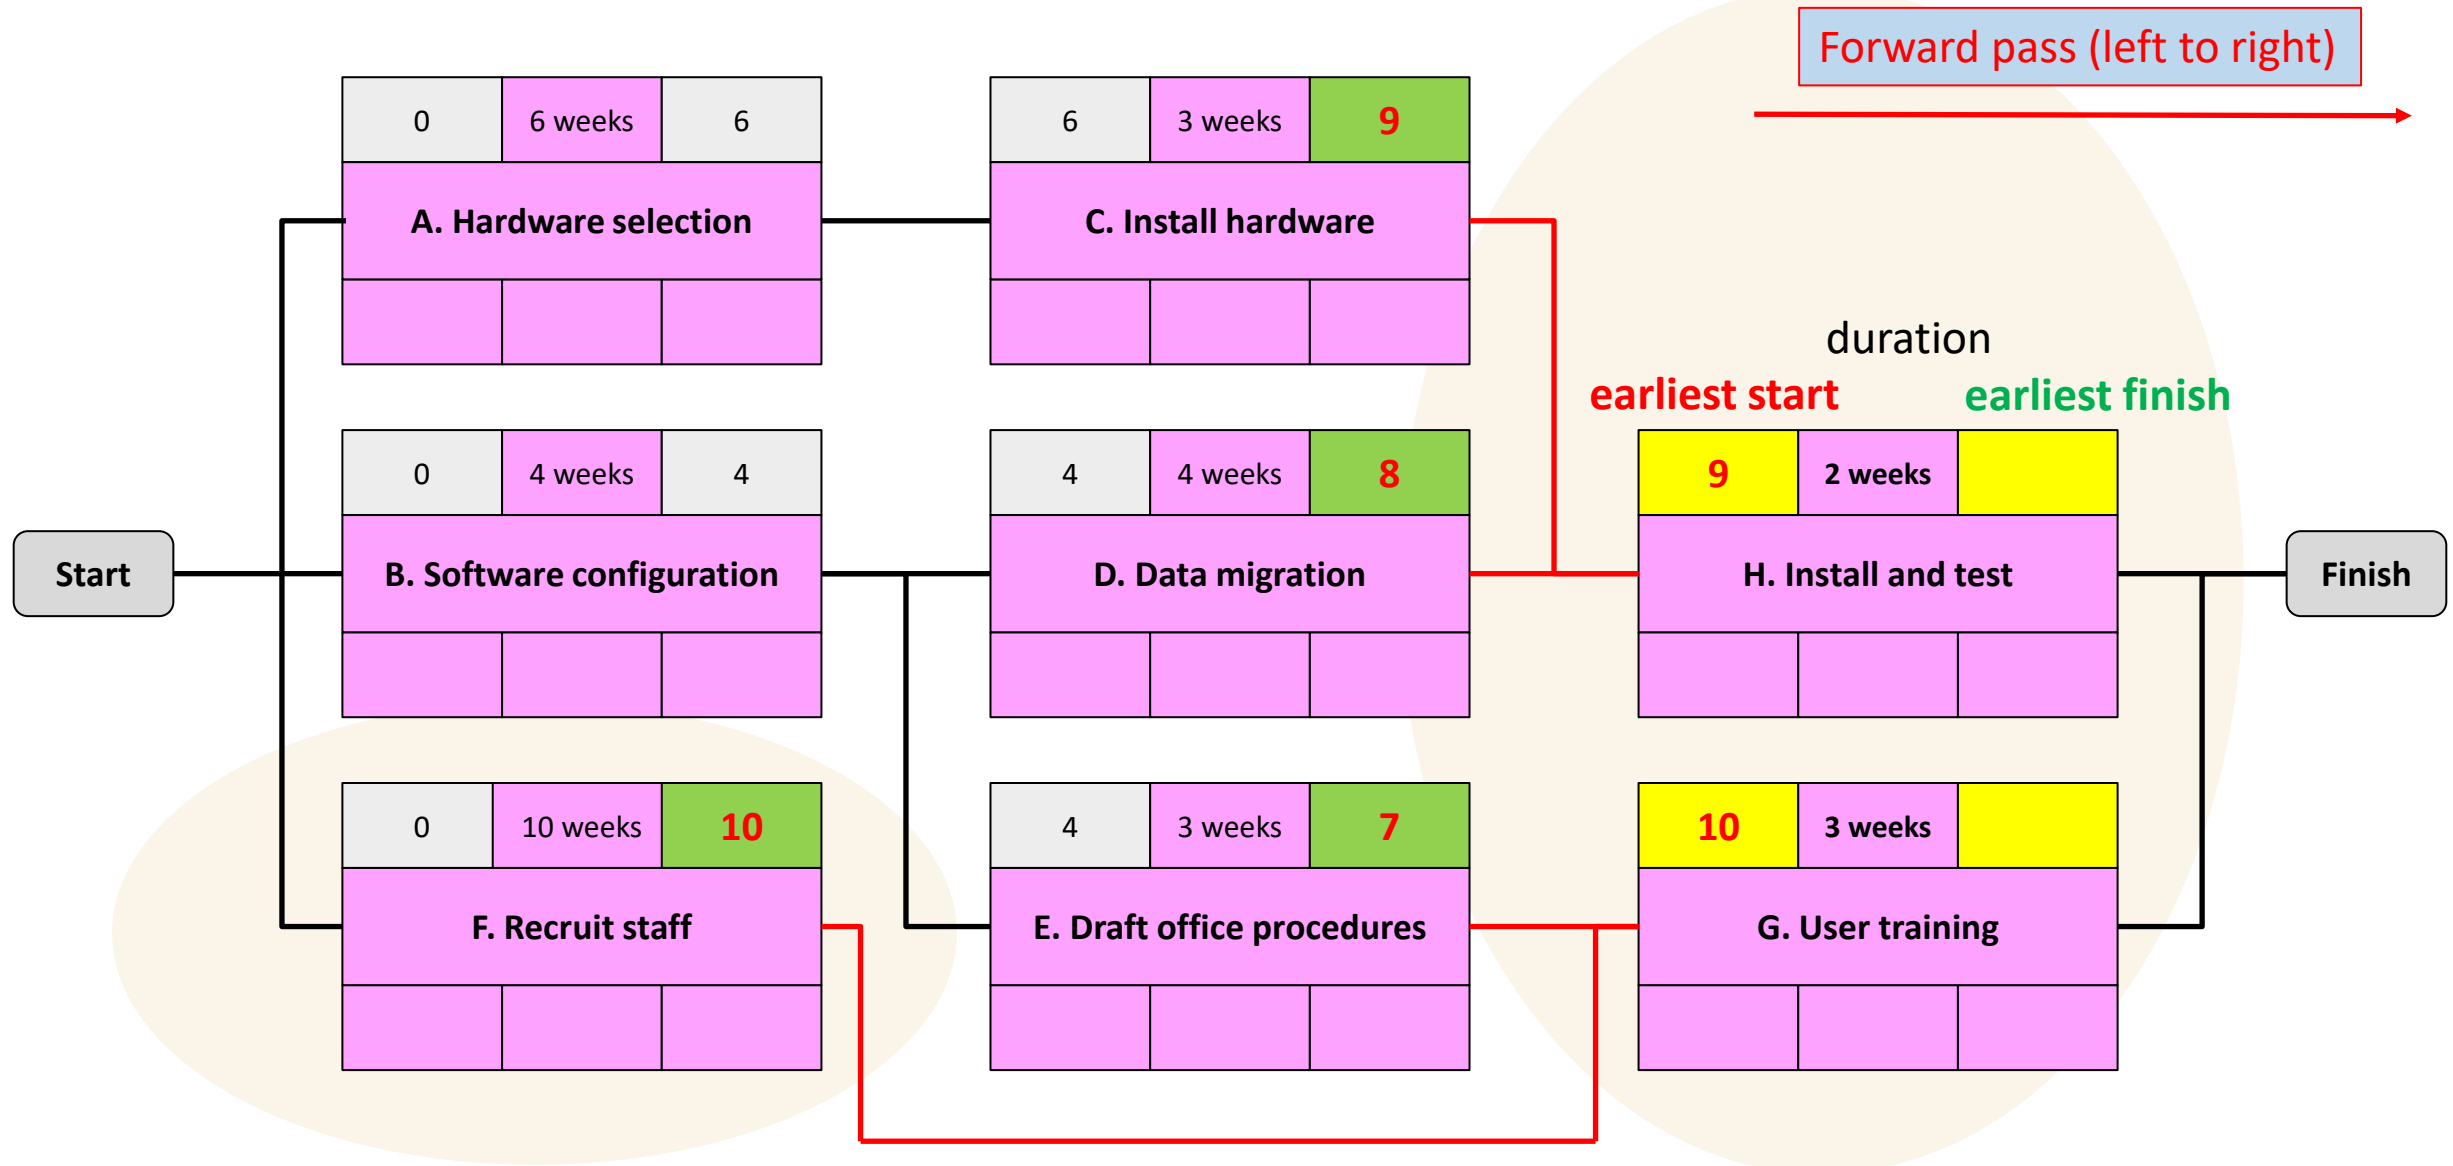 Forward pass (left to right)
0 6 weeks 6
A. Hardware selection
6 3 weeks 9
C. Install hardware
duration
earliest start earliest finish
0 4 weeks 4
B. Software configuration
4 4 weeks 8
D. Data migration
9 2 weeks
H. Install and test
Start
Finish
0 10 weeks 10
F. Recruit staff
4 3 weeks 7
E. Draft office procedures
10 3 weeks
G. User training